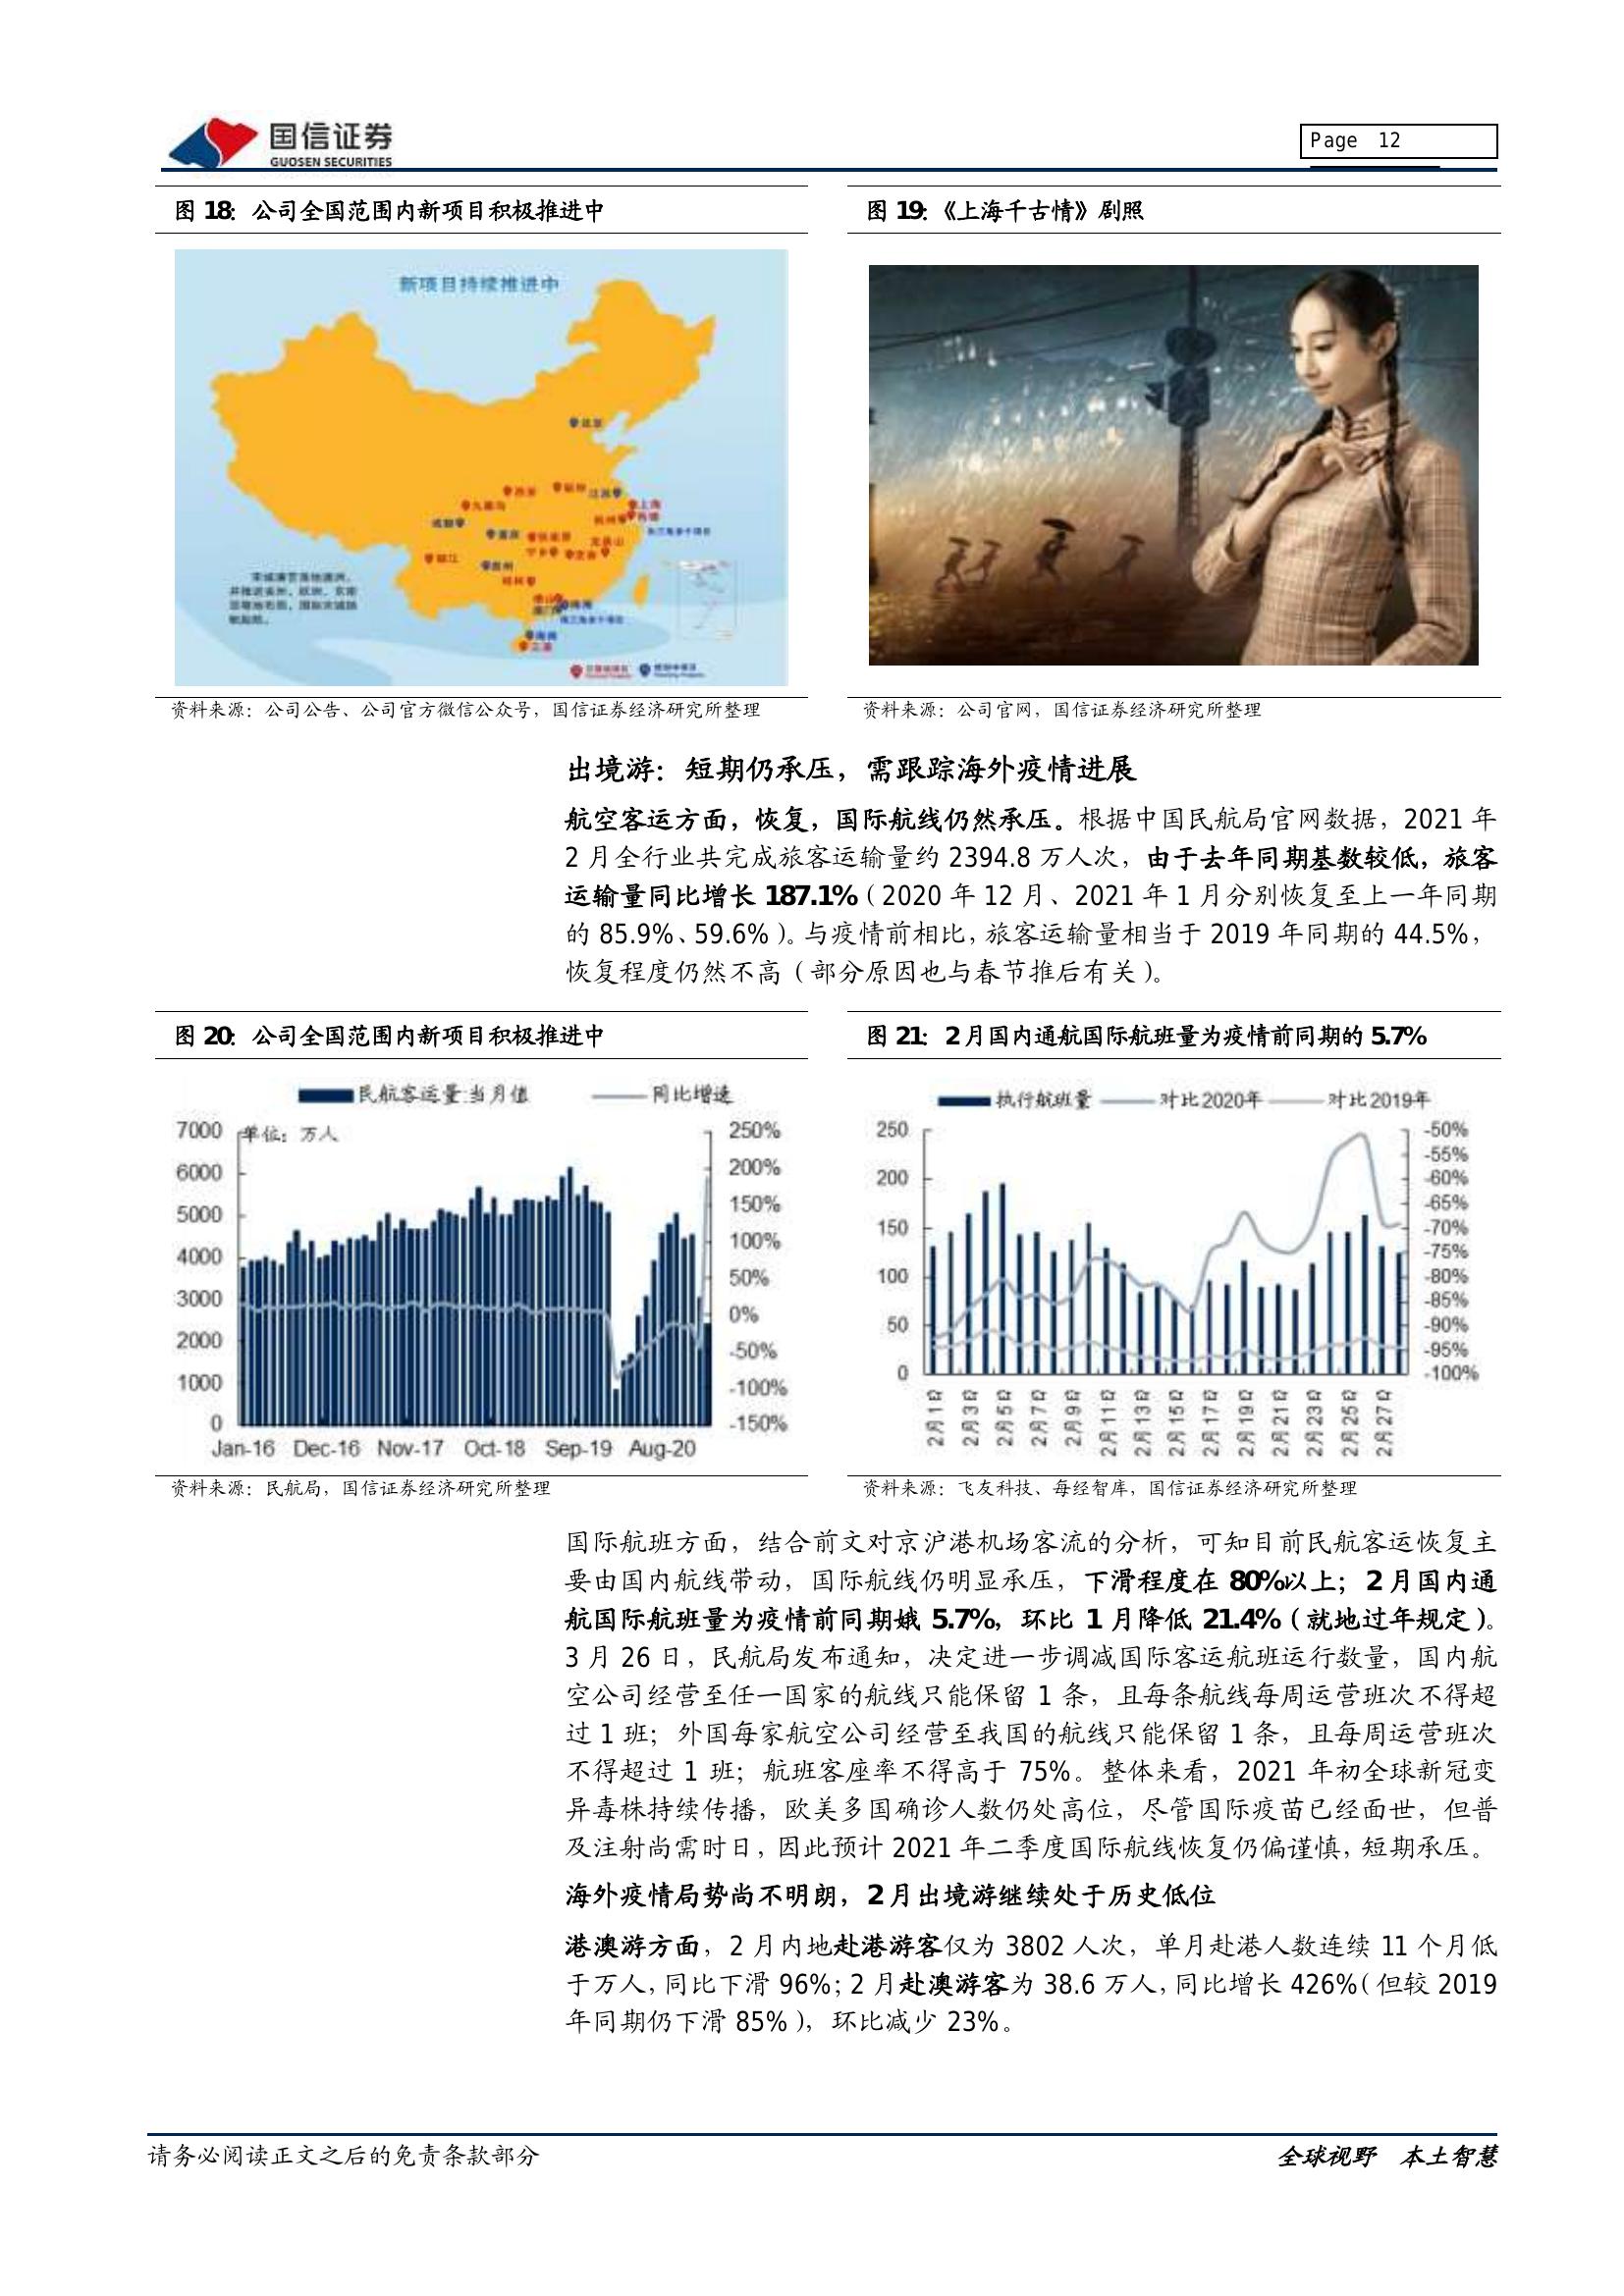 国信证券
GUOSEN SECURITIES
Page 12
图 18：公司全国范围内新项目积极推进中
图 19：《上海千古情》剧照
新项目持续推进中
资料来源：公司公告、公司官方微信公众号，国信证券经济研究所整理
资料来源：公司官网，国信证券经济研究所整理
出境游：短期仍承压，需跟踪海外疫情进展
航空客运方面，恢复，国际航线仍然承压。根据中国民航局官网数据，2021 年
2 月全行业共完成旅客运输量约 2394.8 万人次，由于去年同期基数较低，旅客
运输量同比增长 187.1%（2020 年 12 月、2021 年 1 月分别恢复至上一年同期
的 85.9%、59.6%）。与疫情前相比，旅客运输量相当于 2019 年同期的 44.5%，
恢复程度仍然不高（部分原因也与春节推后有关）。
图 20：公司全国范围内新项目积极推进中
图 21：2 月国内通航国际航班量为疫情前同期的 5.7%
民航客运量:当月值 同比增速
单位：万人
7000
6000
5000
4000
3000
2000
1000
0
250%
200%
150%
100%
50%
0%
-50%
-100%
-150%
Jan-16 Dec-16 Nov-17 Oct-18 Sep-19 Aug-20
执行航班量 对比2020年 对比2019年
250
200
150
100
50
0
-50%
-55%
-60%
-65%
-70%
-75%
-80%
-85%
-90%
-95%
-100%
2月1日 2月3日 2月5日 2月7日 2月9日 2月11日 2月13日 2月15日 2月17日 2月19日 2月21日 2月23日 2月25日 2月27日
资料来源：民航局，国信证券经济研究所整理
资料来源：飞友科技、每经智库，国信证券经济研究所整理
国际航班方面，结合前文对京沪港机场客流的分析，可知目前民航客运恢复主
要由国内航线带动，国际航线仍明显承压，下滑程度在 80%以上；2 月国内通
航国际航班量为疫情前同期娥 5.7%，环比 1 月降低 21.4%（就地过年规定）。
3 月 26 日，民航局发布通知，决定进一步调减国际客运航班运行数量，国内航
空公司经营至任一国家的航线只能保留 1 条，且每条航线每周运营班次不得超
过 1 班；外国每家航空公司经营至我国的航线只能保留 1 条，且每周运营班次
不得超过 1 班；航班客座率不得高于 75%。整体来看，2021 年初全球新冠变
异毒株持续传播，欧美多国确诊人数仍处高位，尽管国际疫苗已经面世，但普
及注射尚需时日，因此预计 2021 年二季度国际航线恢复仍偏谨慎，短期承压。
海外疫情局势尚不明朗，2 月出境游继续处于历史低位
港澳游方面，2 月内地赴港游客仅为 3802 人次，单月赴港人数连续 11 个月低
于万人，同比下滑 96%；2 月赴澳游客为 38.6 万人，同比增长 426%（但较 2019
年同期仍下滑 85%），环比减少 23%。
请务必阅读正文之后的免责条款部分
全球视野 本土智慧